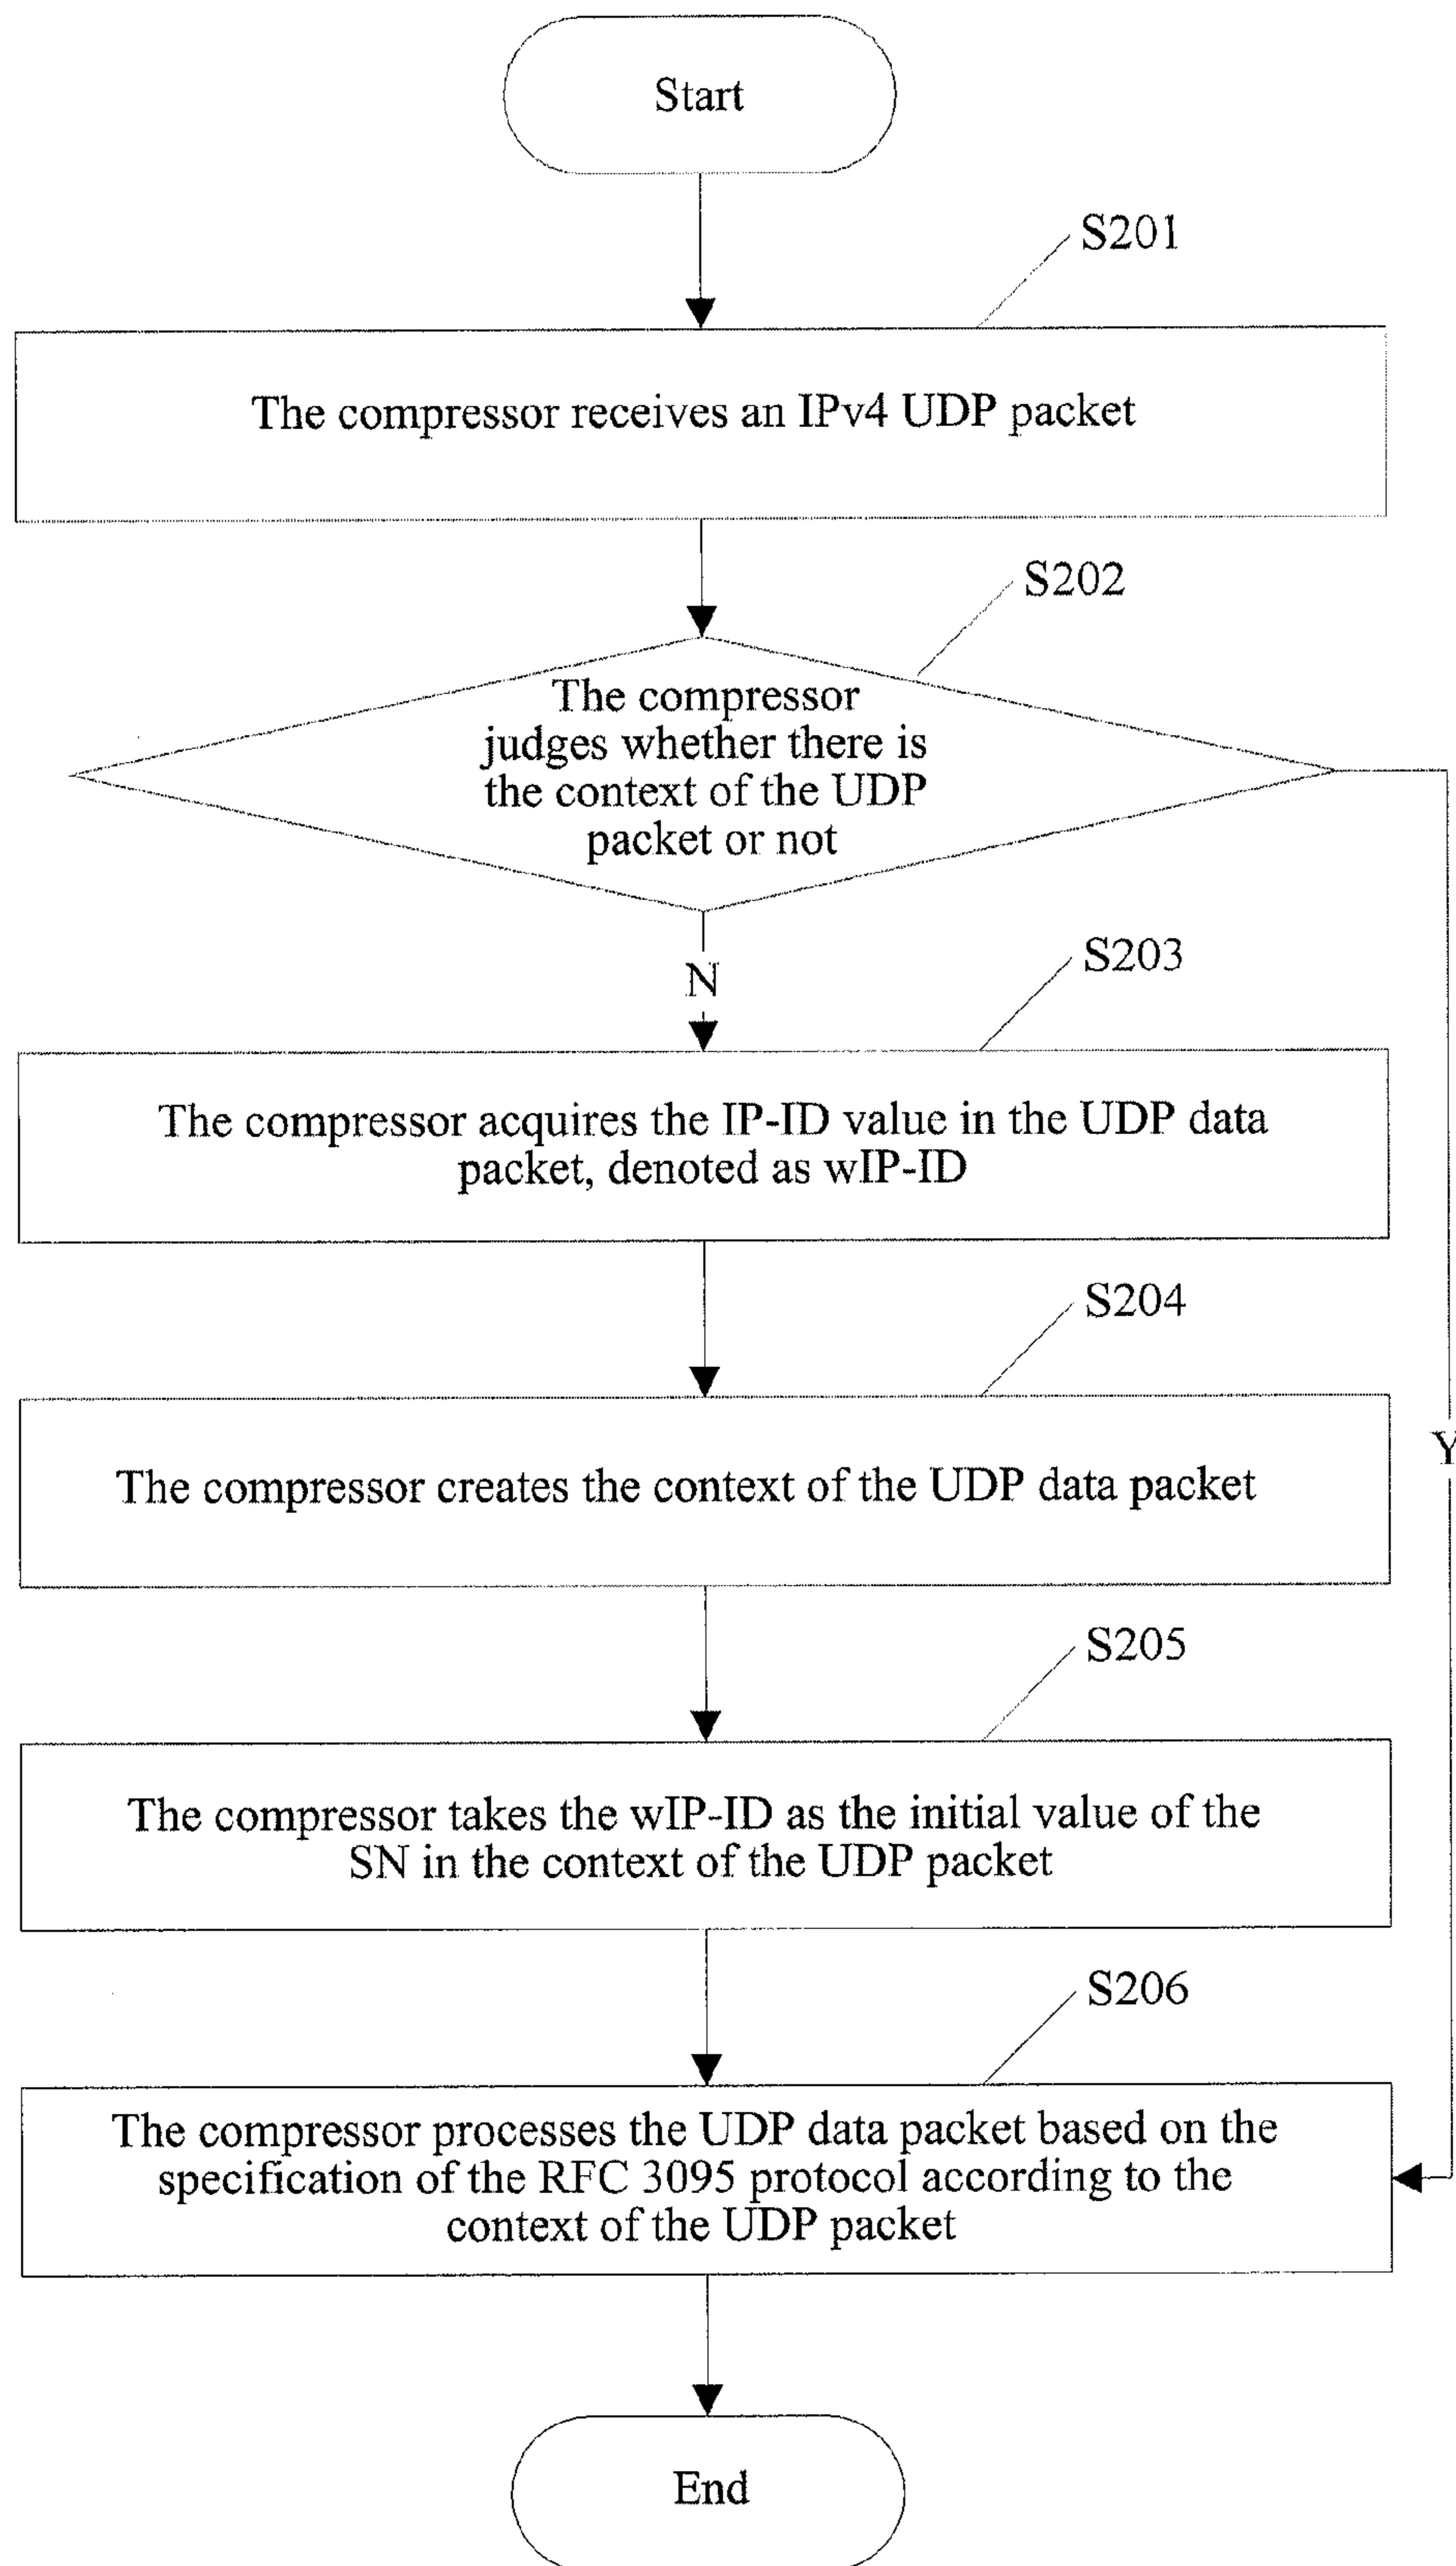 Start
S201
The compressor receives an IPv4 UDP packet
S202
The compressor
judges whether there is
the context of the UDP
packet or not
N
S203
The compressor acquires the IP-ID value in the UDP data
packet, denoted as wIP-ID
S204
The compressor creates the context of the UDP data packet
Y
S205
The compressor takes the wIP-ID as the initial value of the
SN in the context of the UDP packet
S206
The compressor processes the UDP data packet based on the
specification of the RFC 3095 protocol according to the
context of the UDP packet
End